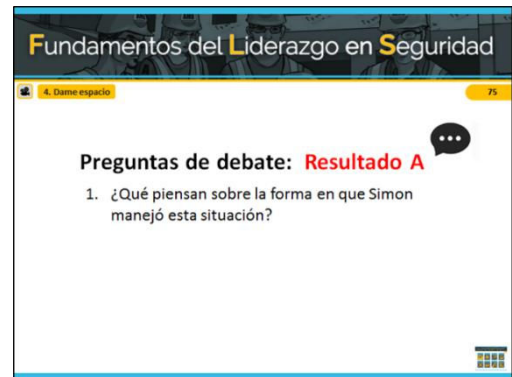 Fundamentos del Liderazgo en Seguridad
4. Dame espacio
75
Preguntas de debate: Resultado A
1. ¿Qué piensan sobre la forma en que Simon
manejó esta situación?